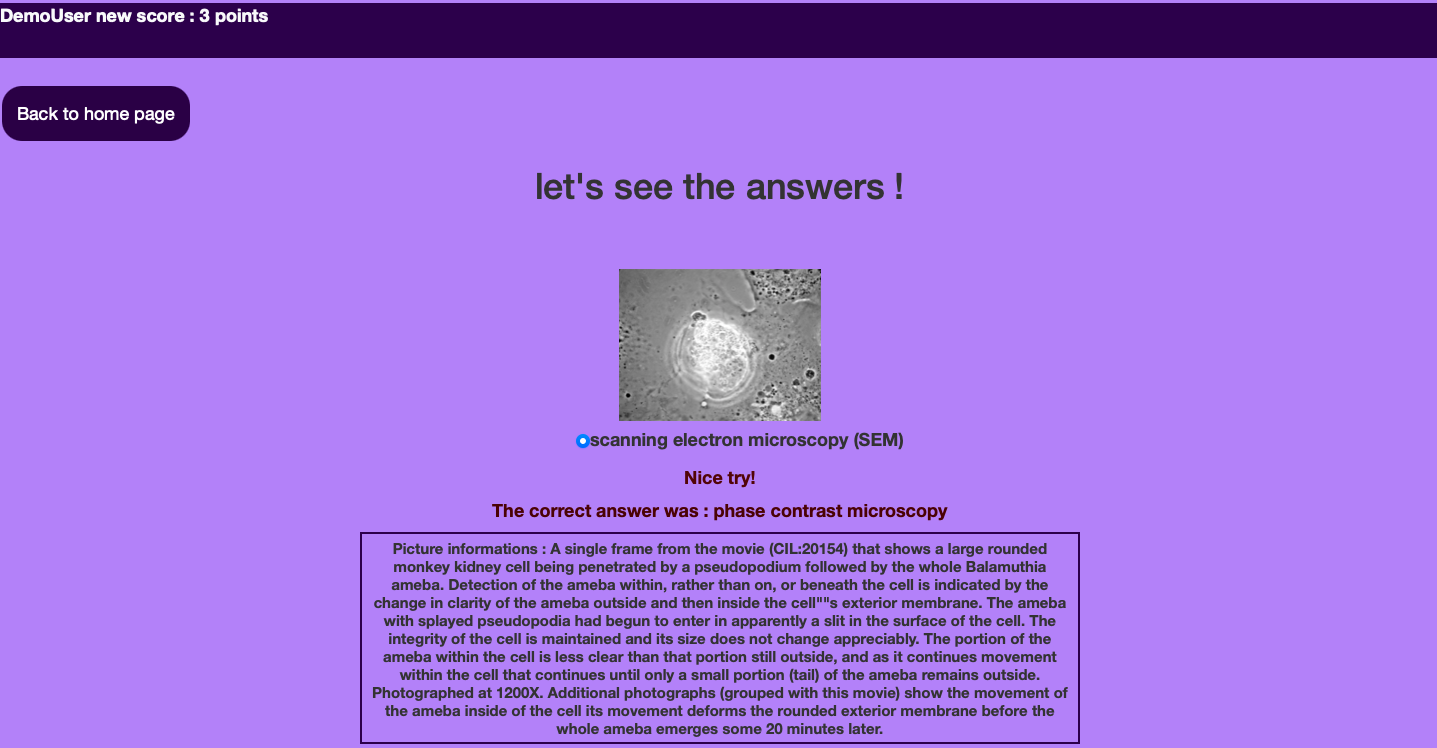 DemoUser new score : 3 points
Back to home page
let's see the answers !
scanning electron microscopy (SEM)
Nice try!
The correct answer was : phase contrast microscopy
Picture informations : A single frame from the movie (CIL:20154) that shows a large rounded
monkey kidney cell being penetrated by a pseudopodium followed by the whole Balamuthia
ameba. Detection of the ameba within, rather than on, or beneath the cell is indicated by the
change in clarity of the ameba outside and then inside the cell""s exterior membrane. The ameba
with splayed pseudopodia had begun to enter in apparently a slit in the surface of the cell. The
integrity of the cell is maintained and its size does not change appreciably. The portion of the
ameba within the cell is less clear than that portion still outside, and as it continues movement
within the cell that continues until only a small portion (tail) of the ameba remains outside.
Photographed at 1200X. Additional photographs (grouped with this movie) show the movement of
the ameba inside of the cell its movement deforms the rounded exterior membrane before the
whole ameba emerges some 20 minutes later.